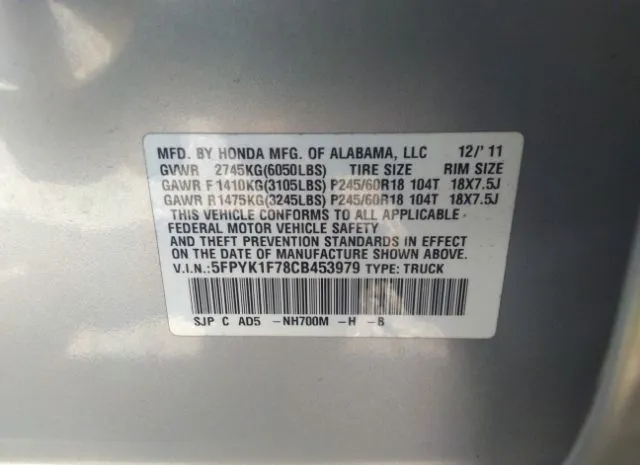 MFD. BY HONDA MFG. OF ALABAMA, LLC 12/'11
GVWR 2745KG(6050LBS) TIRE SIZE RIM SIZE
GAWR F 1410KG(3105LBS) P245/60R18 104T 18X7.5J
GAWR R 1475KG(3245LBS) P245/60R18 104T 18X7.5J
THIS VEHICLE CONFORMS TO ALL APPLICABLE
FEDERAL MOTOR VEHICLE SAFETY
AND THEFT PREVENTION STANDARDS IN EFFECT
ON THE DATE OF MANUFACTURE SHOWN ABOVE.
V.I.N.: 5FPYK1F78CB453979 TYPE: TRUCK
SJP C AD5 -NH700M -H -B